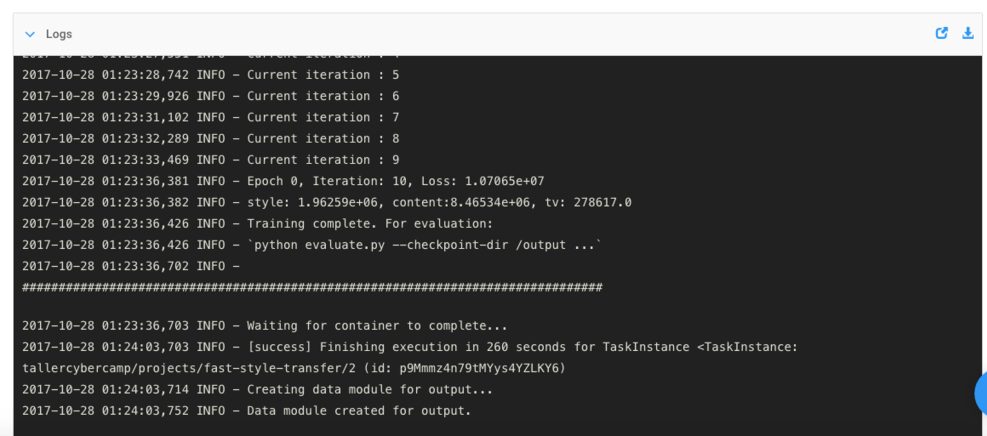 Logs
2017-10-28 01:23:28,742 INFO - Current iteration : 5
2017-10-28 01:23:29,926 INFO - Current iteration : 6
2017-10-28 01:23:31,102 INFO - Current iteration : 7
2017-10-28 01:23:32,289 INFO - Current iteration : 8
2017-10-28 01:23:33,469 INFO - Current iteration : 9
2017-10-28 01:23:36,381 INFO - Epoch 0, Iteration: 10, Loss: 1.07065e+07
2017-10-28 01:23:36,382 INFO - style: 1.96259e+06, content:8.46534e+06, tv: 278617.0
2017-10-28 01:23:36,426 INFO - Training complete. For evaluation:
2017-10-28 01:23:36,426 INFO - `python evaluate.py --checkpoint-dir /output ...`
2017-10-28 01:23:36,702 INFO -
################################################################################
2017-10-28 01:23:36,703 INFO - Waiting for container to complete...
2017-10-28 01:24:03,703 INFO - [success] Finishing execution in 260 seconds for TaskInstance <TaskInstance:
tallercybercamp/projects/fast-style-transfer/2 (id: p9Mmmz4n79tMYys4YZLKY6)
2017-10-28 01:24:03,714 INFO - Creating data module for output...
2017-10-28 01:24:03,752 INFO - Data module created for output.